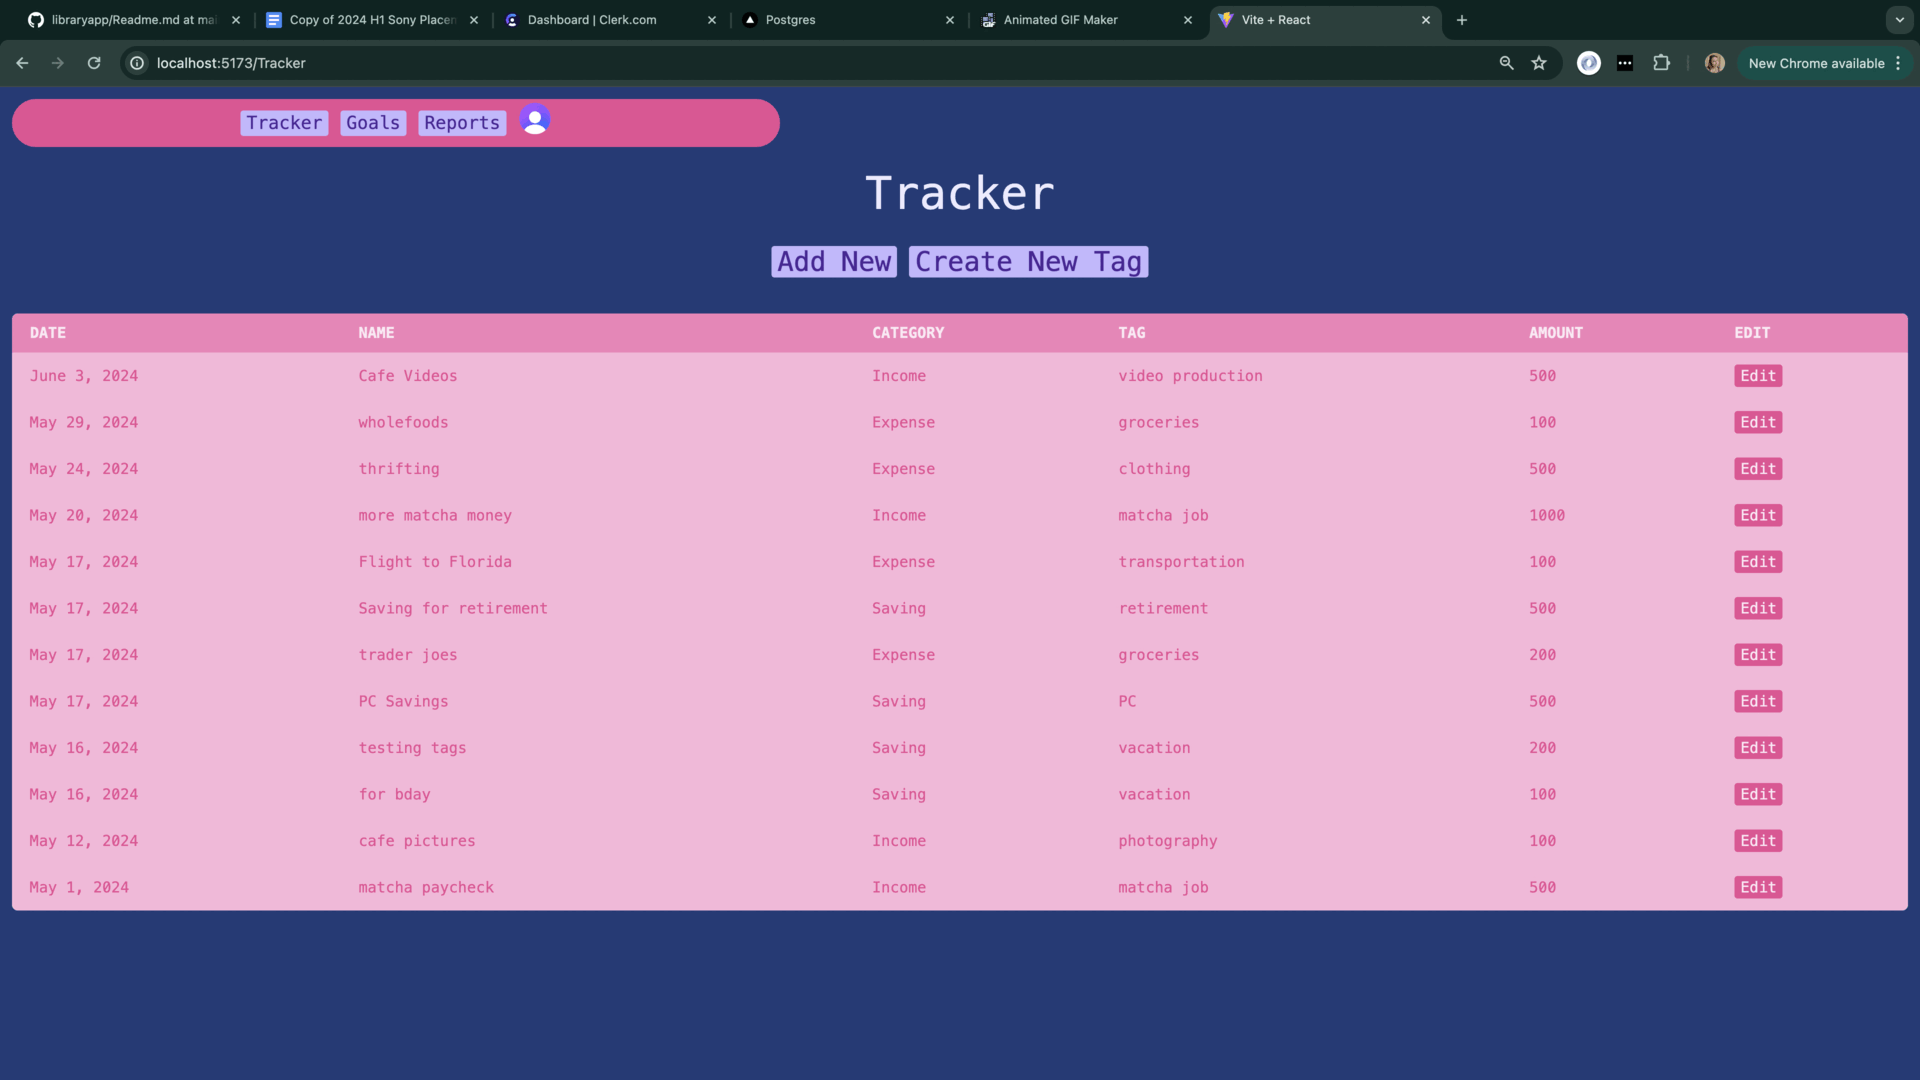 libraryapp/Readme.md at mai
Copy of 2024 H1 Sony Placem
Dashboard | Clerk.com
Postgres
Animated GIF Maker
Vite + React
localhost:5173/Tracker
New Chrome available
Tracker Goals Reports
Tracker
Add New Create New Tag
DATE NAME CATEGORY TAG AMOUNT EDIT
June 3, 2024 Cafe Videos Income video production 500 Edit
May 29, 2024 wholefoods Expense groceries 100 Edit
May 24, 2024 thrifting Expense clothing 500 Edit
May 20, 2024 more matcha money Income matcha job 1000 Edit
May 17, 2024 Flight to Florida Expense transportation 100 Edit
May 17, 2024 Saving for retirement Saving retirement 500 Edit
May 17, 2024 trader joes Expense groceries 200 Edit
May 17, 2024 PC Savings Saving PC 500 Edit
May 16, 2024 testing tags Saving vacation 200 Edit
May 16, 2024 for bday Saving vacation 100 Edit
May 12, 2024 cafe pictures Income photography 100 Edit
May 1, 2024 matcha paycheck Income matcha job 500 Edit